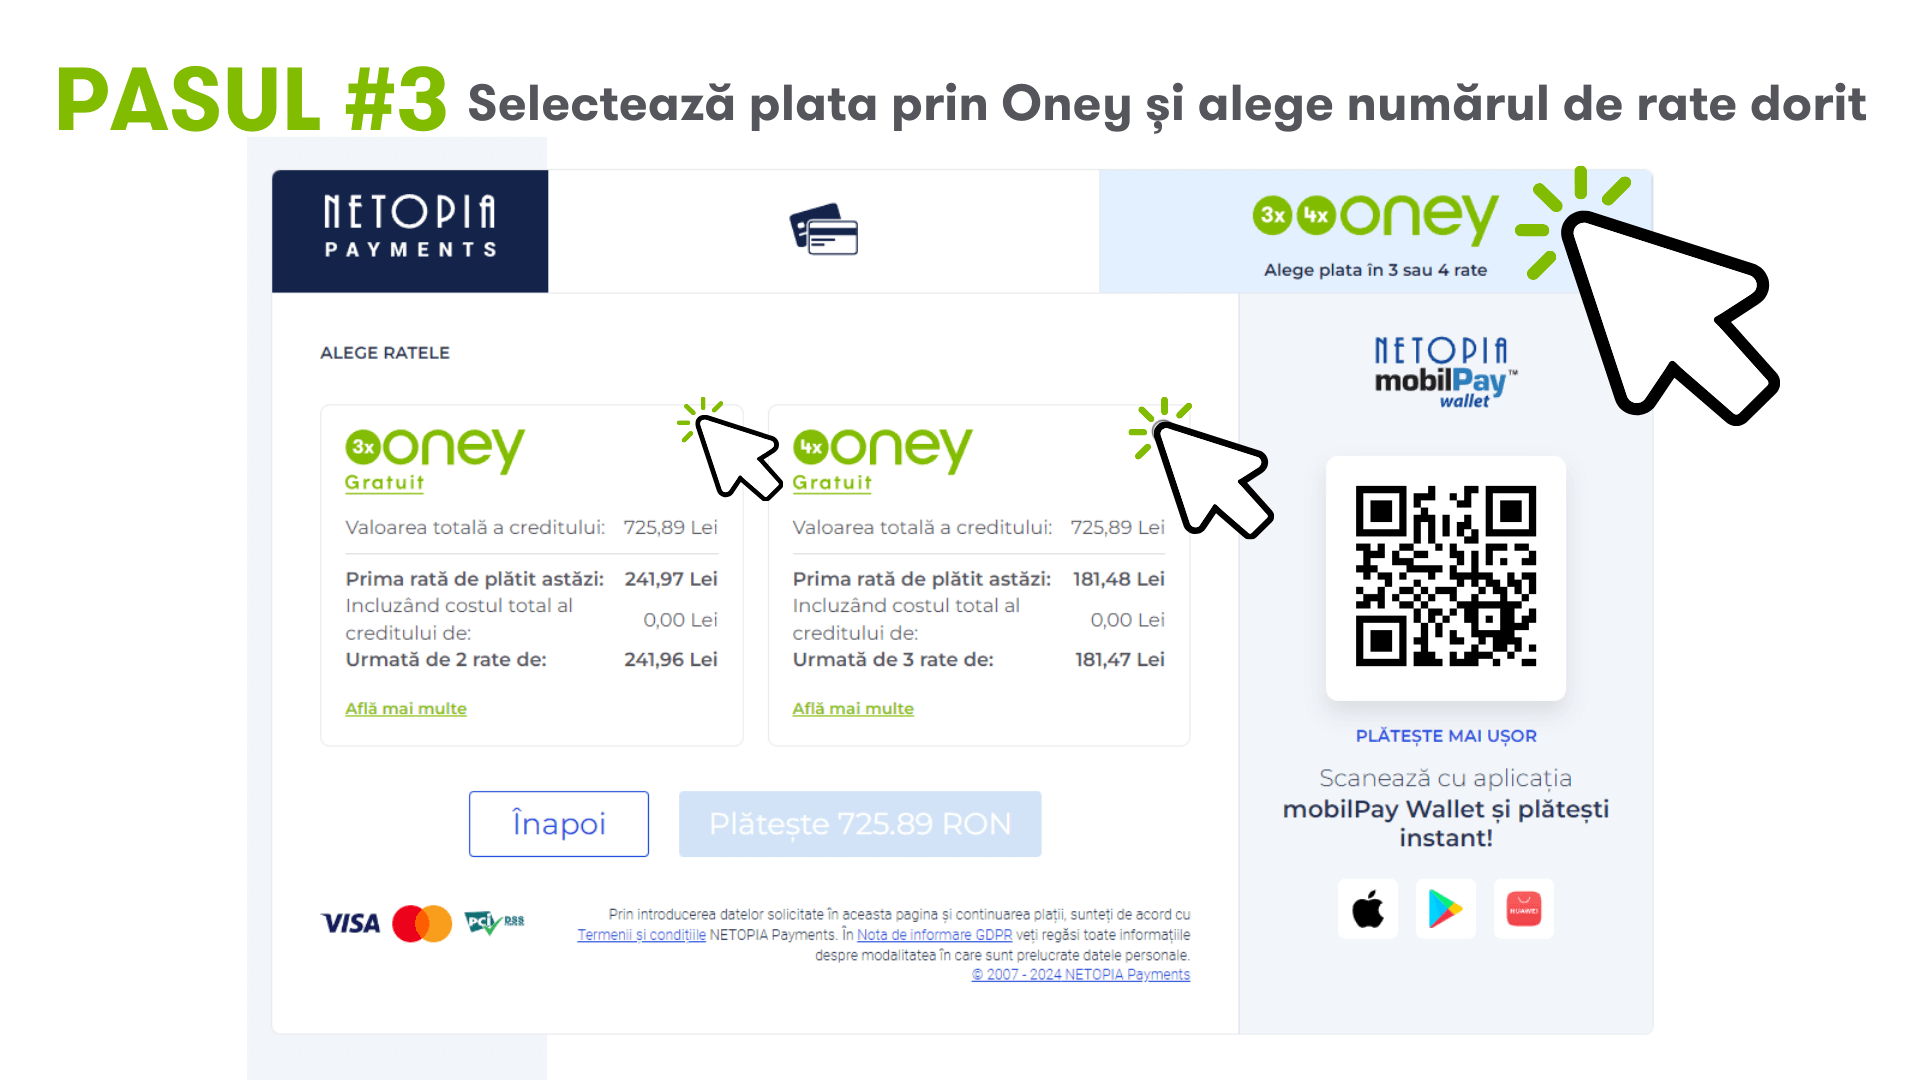 PASUL #3 Selectează plata prin Oney și alege numărul de rate dorit
NETOPIA
PAYMENTS
3x 4x oney
Alege plata în 3 sau 4 rate
ALEGE RATELE
3x oney
Gratuit
Valoarea totală a creditului: 725,89 Lei
Prima rată de plătit astăzi: 241,97 Lei
Incluzând costul total al
creditului de: 0,00 Lei
Urmată de 2 rate de: 241,96 Lei
Află mai multe
4x oney
Gratuit
Valoarea totală a creditului: 725,89 Lei
Prima rată de plătit astăzi: 181,48 Lei
Incluzând costul total al
creditului de: 0,00 Lei
Urmată de 3 rate de: 181,47 Lei
Află mai multe
Înapoi
Plătește 725.89 RON
VISA
PCI DSS
Prin introducerea datelor solicitate în aceasta pagina și continuarea plații, sunteți de acord cu
Termenii și condițiile NETOPIA Payments. În Nota de informare GDPR veți regăsi toate informațiile
despre modalitatea în care sunt prelucrate datele personale.
© 2007 - 2024 NETOPIA Payments
NETOPIA
mobilPay™
wallet
PLĂTEȘTE MAI UȘOR
Scanează cu aplicația
mobilPay Wallet și plătești
instant!
HUAWEI